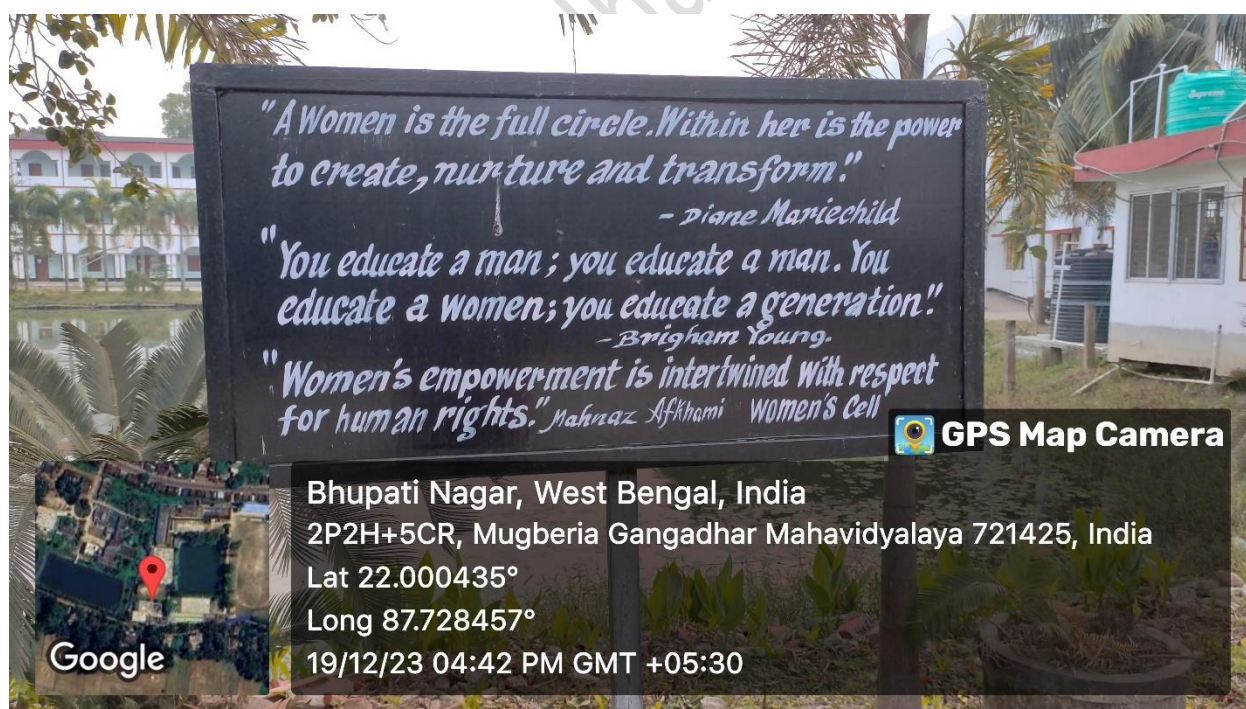 "A Women is the full circle. Within her is the power
to create, nurture and transform."
- Diane Mariechild
"You educate a man; you educate a man. You
educate a women; you educate a generation."
- Brigham Young.
"Women's empowerment is intertwined with respect
for human rights." Mahnaz Afkhami Women's Cell
Supreme
GPS Map Camera
Bhupati Nagar, West Bengal, India
2P2H+5CR, Mugberia Gangadhar Mahavidyalaya 721425, India
Lat 22.000435°
Long 87.728457°
19/12/23 04:42 PM GMT +05:30
Google